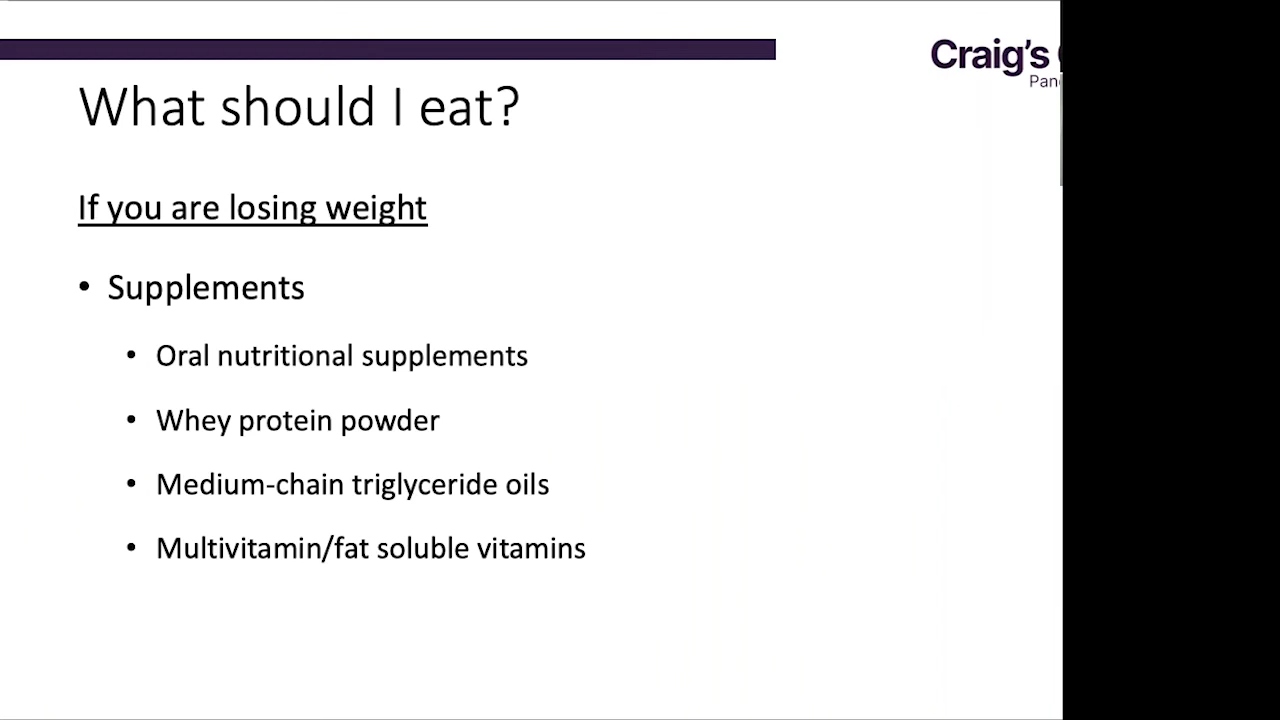 Craig's
What should I eat?
If you are losing weight
• Supplements
• Oral nutritional supplements
• Whey protein powder
• Medium-chain triglyceride oils
• Multivitamin/fat soluble vitamins